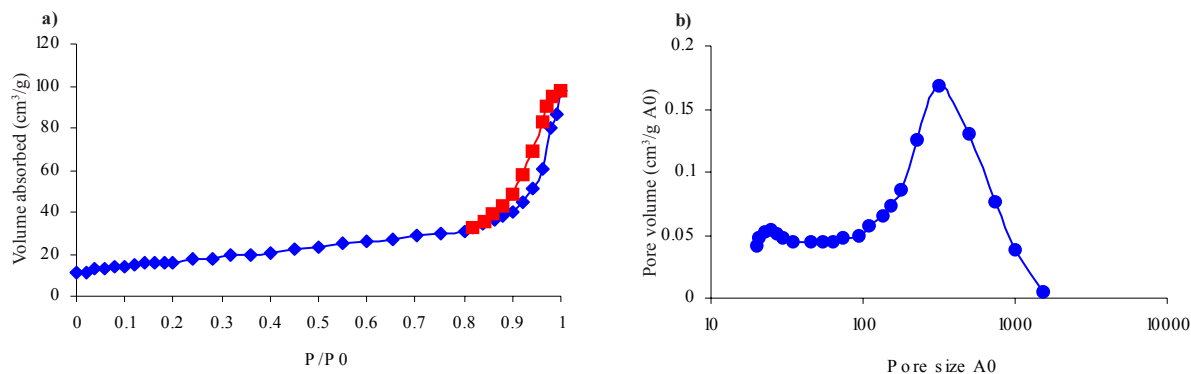 a)
Volume absorbed (cm³/g)
120
100
80
60
40
20
0
0 0.1 0.2 0.3 0.4 0.5 0.6 0.7 0.8 0.9 1
P/P0
b)
Pore volume (cm³/g A0)
0.2
0.15
0.1
0.05
0
10 100 1000 10000
Pore size A0